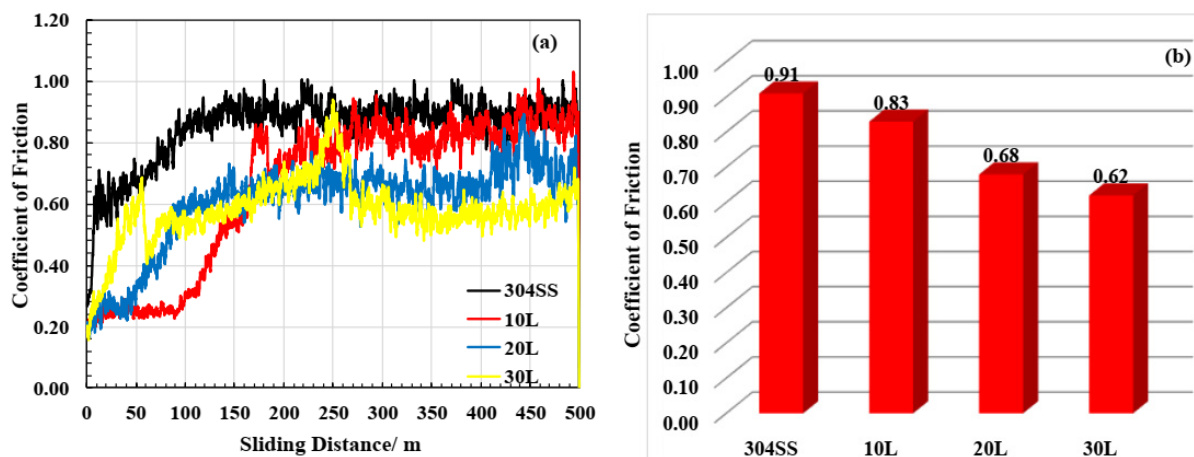 (a)
Coefficient of Friction
1.20
1.00
0.80
0.60
0.40
0.20
0.00
304SS
10L
20L
30L
0 50 100 150 200 250 300 350 400 450 500
Sliding Distance/ m
(b)
Coefficient of Friction
1.00
0.90
0.80
0.70
0.60
0.50
0.40
0.30
0.20
0.10
0.00
0.91
0.83
0.68
0.62
304SS 10L 20L 30L